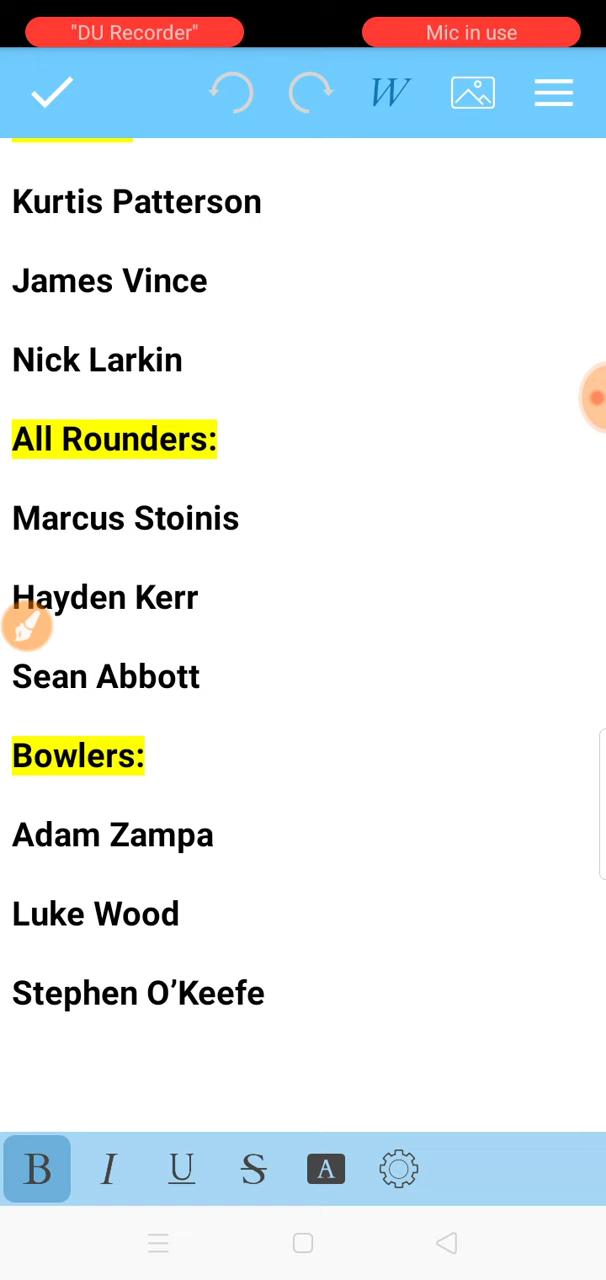 "DU Recorder" Mic in use
W
Kurtis Patterson
James Vince
Nick Larkin
All Rounders:
Marcus Stoinis
Hayden Kerr
Sean Abbott
Bowlers:
Adam Zampa
Luke Wood
Stephen O’Keefe
B I U S A